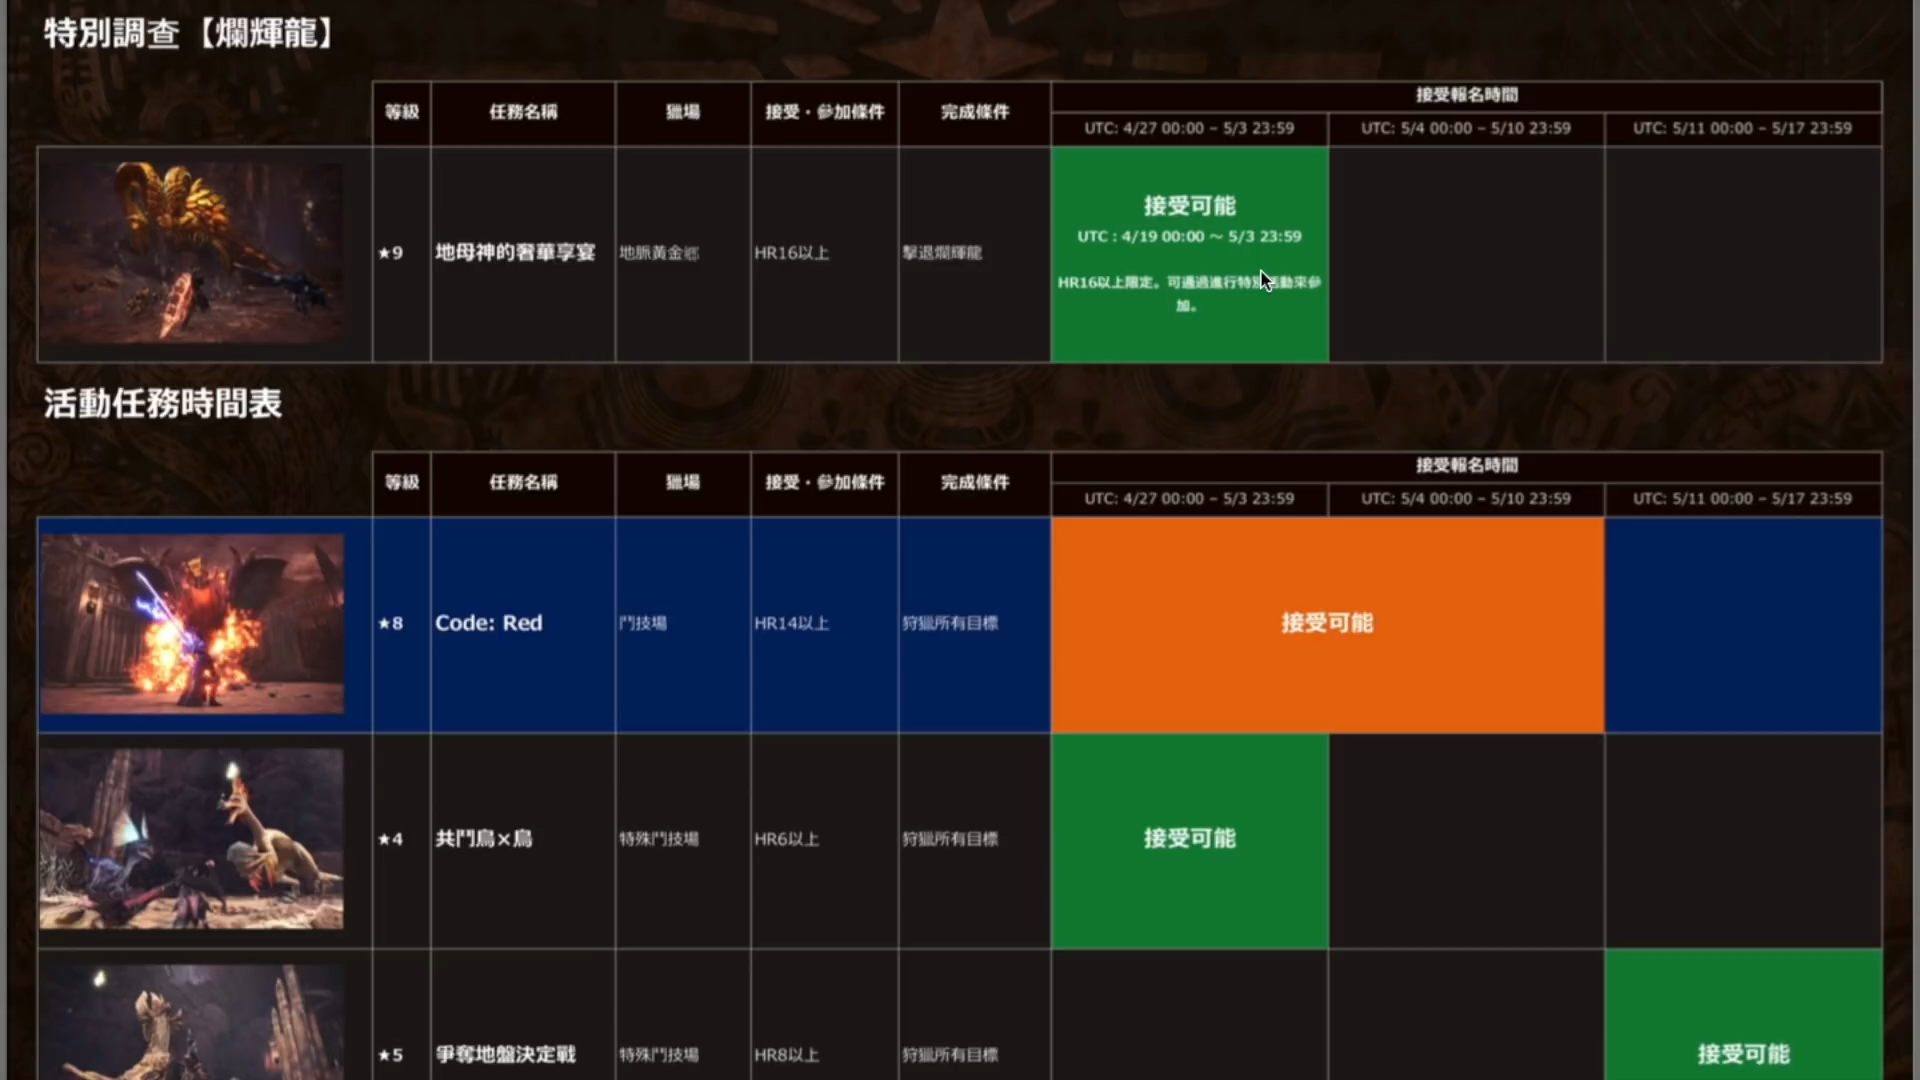 特別調查【爛輝龍】
等級 任務名稱 獵場 接受・參加條件 完成條件 接受報名時間
UTC: 4/27 00:00 – 5/3 23:59 UTC: 5/4 00:00 – 5/10 23:59 UTC: 5/11 00:00 – 5/17 23:59
接受可能
UTC : 4/19 00:00 ～ 5/3 23:59
★9 地母神的奢華享宴 地脈黃金鄉 HR16以上 擊退爛輝龍
HR16以上限定。可通過進行特別活動來參
加。
活動任務時間表
等級 任務名稱 獵場 接受・參加條件 完成條件 接受報名時間
UTC: 4/27 00:00 – 5/3 23:59 UTC: 5/4 00:00 – 5/10 23:59 UTC: 5/11 00:00 – 5/17 23:59
★8 Code: Red 鬥技場 HR14以上 狩獵所有目標 接受可能
★4 共鬥鳥×鳥 特殊鬥技場 HR6以上 狩獵所有目標 接受可能
★5 爭奪地盤決定戰 特殊鬥技場 HR8以上 狩獵所有目標 接受可能